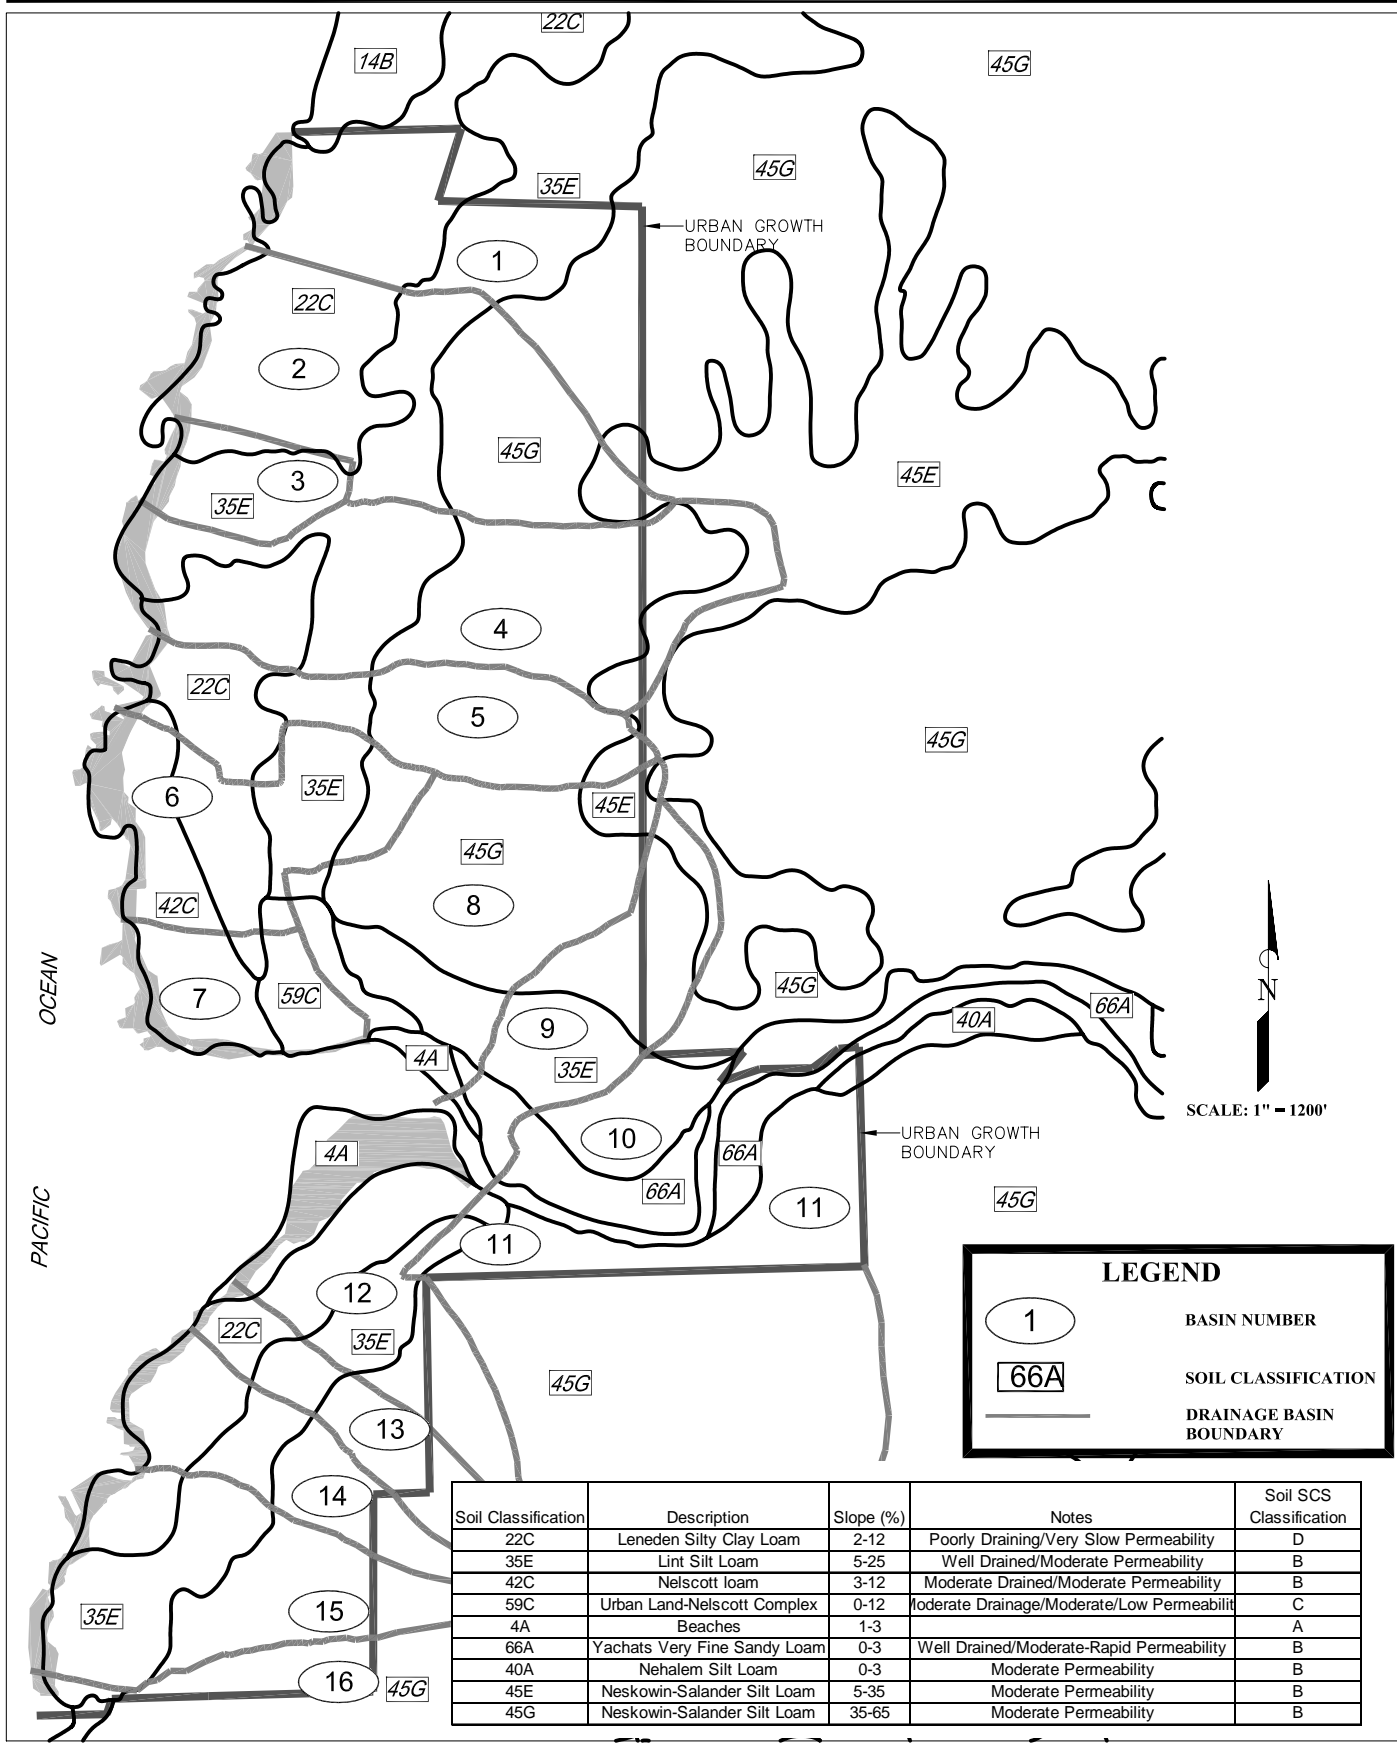 22C
14B
45G
45G
35E
URBAN GROWTH
BOUNDARY
1
22C
2
45G
45E
3
35E
4
22C
5
45G
6
35E
45E
45G
42C
8
OCEAN
7
59C
45G
66A
40A
9
4A
35E
N
SCALE: 1" = 1200'
10
URBAN GROWTH
BOUNDARY
4A
66A
66A
PACIFIC
11
45G
11
12
22C
35E
45G
13
14
35E
15
16
45G
LEGEND
1 BASIN NUMBER
66A SOIL CLASSIFICATION
DRAINAGE BASIN
BOUNDARY
Soil Classification Description Slope (%) Notes Soil SCS Classification
22C Leneden Silty Clay Loam 2-12 Poorly Draining/Very Slow Permeability D
35E Lint Silt Loam 5-25 Well Drained/Moderate Permeability B
42C Nelscott loam 3-12 Moderate Drained/Moderate Permeability B
59C Urban Land-Nelscott Complex 0-12 Moderate Drainage/Moderate/Low Permeabilit C
4A Beaches 1-3 A
66A Yachats Very Fine Sandy Loam 0-3 Well Drained/Moderate-Rapid Permeability B
40A Nehalem Silt Loam 0-3 Moderate Permeability B
45E Neskowin-Salander Silt Loam 5-35 Moderate Permeability B
45G Neskowin-Salander Silt Loam 35-65 Moderate Permeability B